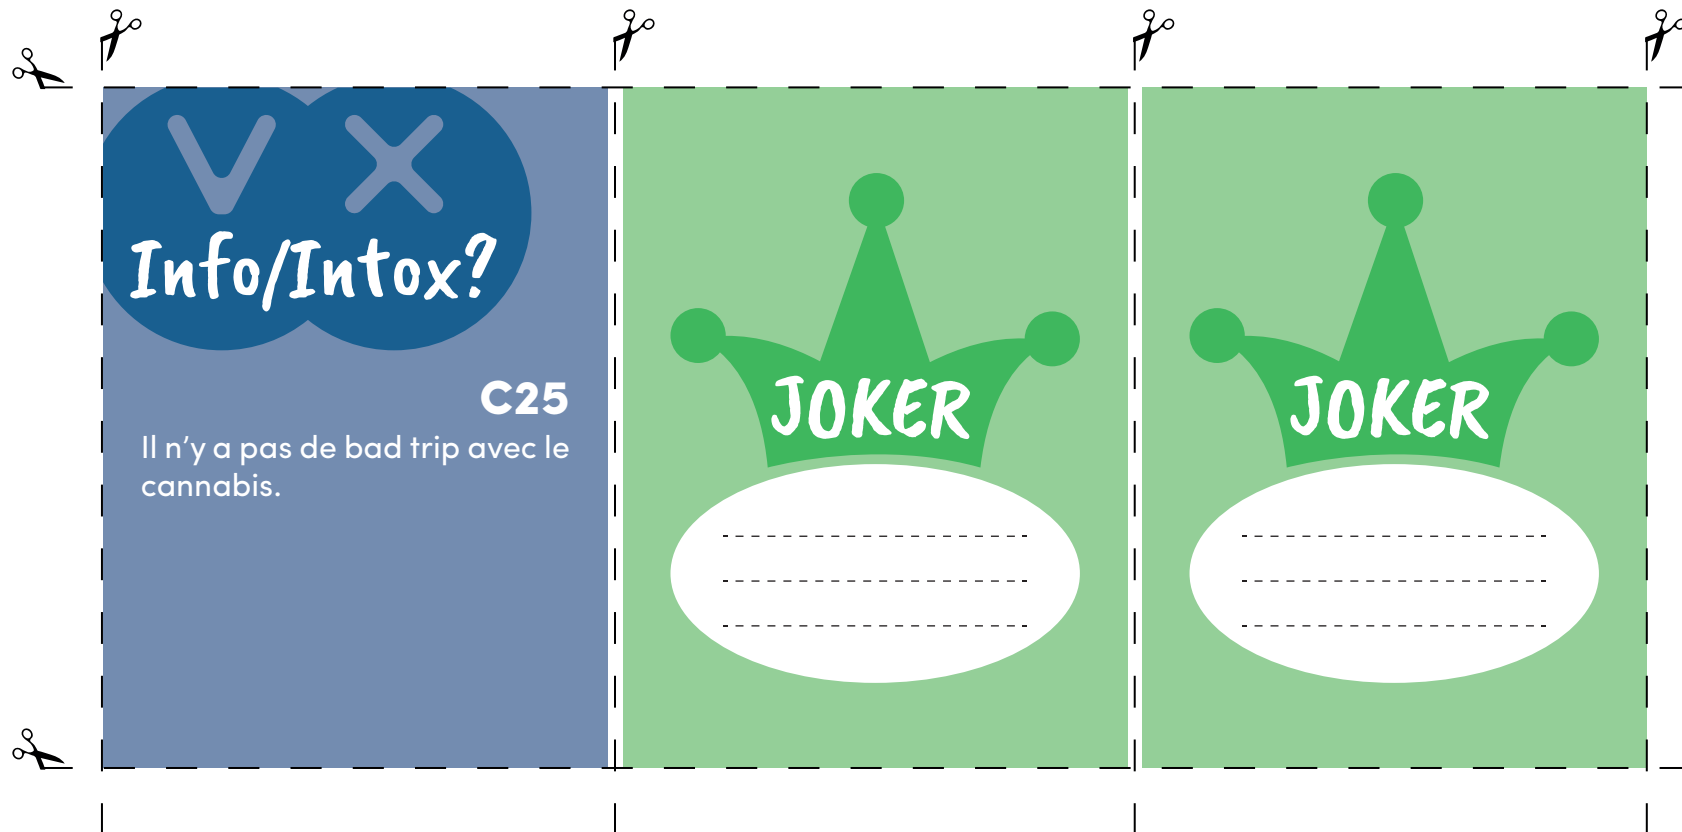 V X
Info/Intox?
C25
Il n’y a pas de bad trip avec le
cannabis.
JOKER
JOKER